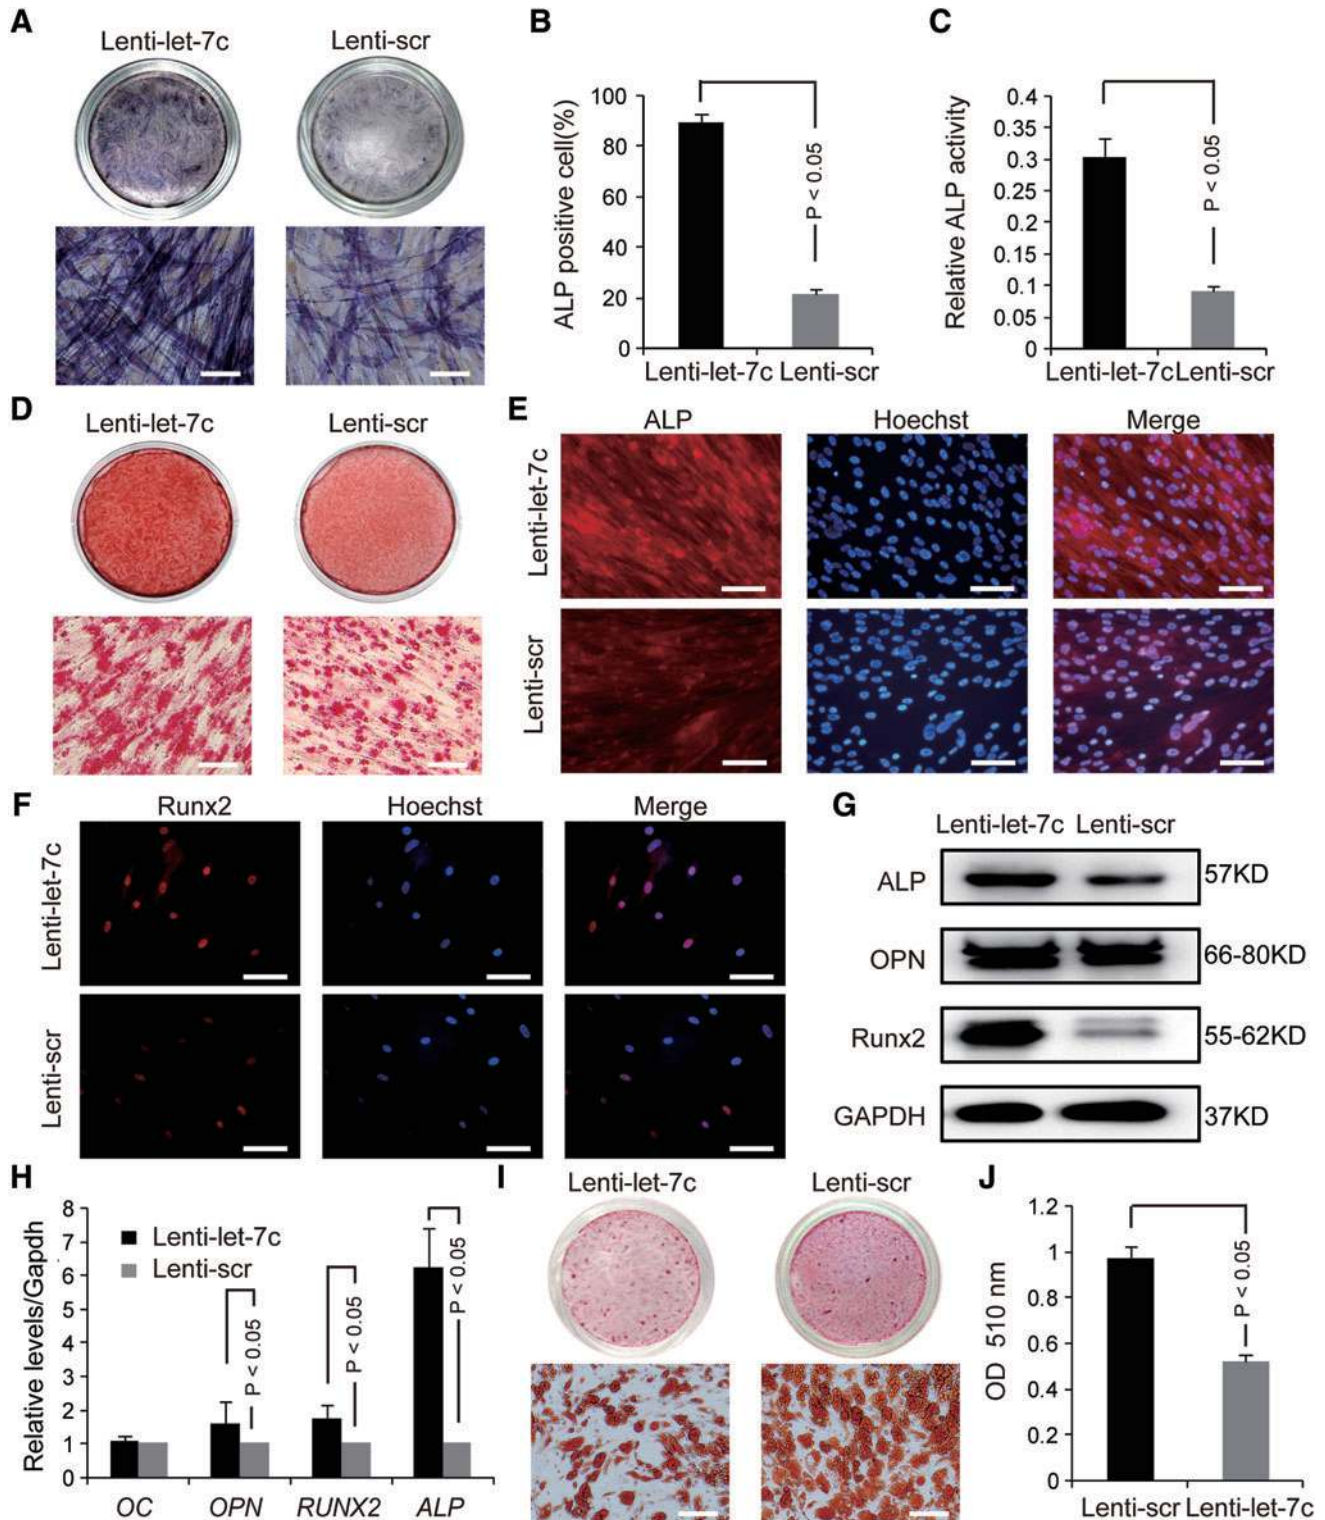 A
Lenti-let-7c
Lenti-scr
B
ALP positive cell(%)
100
80
60
40
20
0
P < 0.05
Lenti-let-7c Lenti-scr
C
Relative ALP activity
0.4
0.35
0.3
0.25
0.2
0.15
0.1
0.05
0
P < 0.05
Lenti-let-7cLenti-scr
D
Lenti-let-7c
Lenti-scr
E
ALP
Hoechst
Merge
Lenti-let-7c
Lenti-scr
F
Runx2
Hoechst
Merge
Lenti-let-7c
Lenti-scr
G
Lenti-let-7c Lenti-scr
ALP
57KD
OPN
66-80KD
Runx2
55-62KD
GAPDH
37KD
H
Relative levels/Gapdh
8
7
6
5
4
3
2
1
0
Lenti-let-7c
Lenti-scr
P < 0.05
P < 0.05
P < 0.05
OC
OPN
RUNX2
ALP
I
Lenti-let-7c
Lenti-scr
J
OD 510 nm
1.2
1
0.8
0.6
0.4
0.2
0
P < 0.05
Lenti-scr Lenti-let-7c